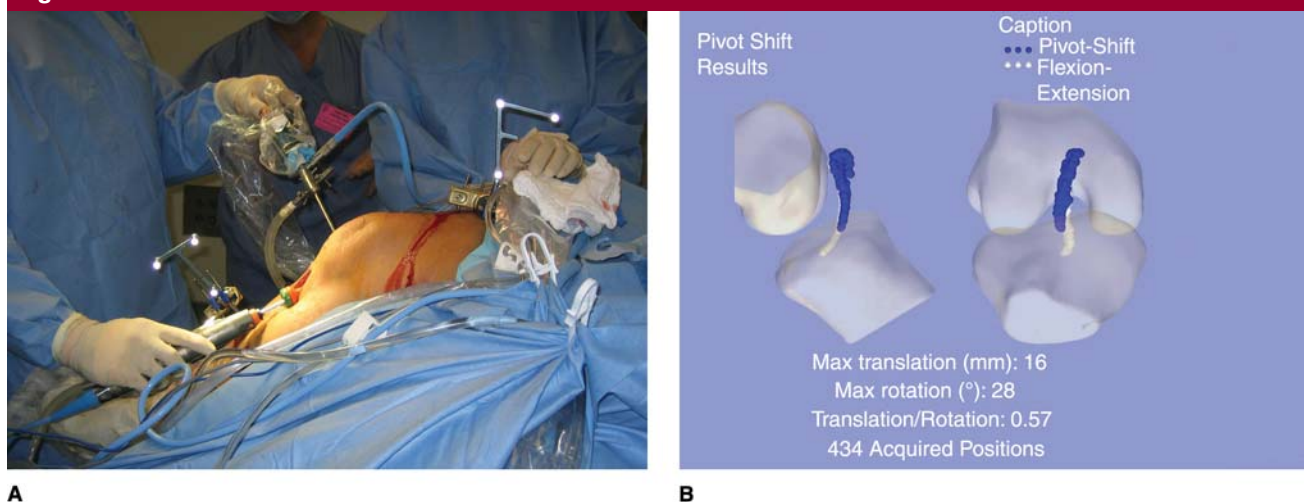 Pivot Shift
Results
Caption
Pivot-Shift
Flexion-
Extension
Max translation (mm): 16
Max rotation (°): 28
Translation/Rotation: 0.57
434 Acquired Positions
A
B